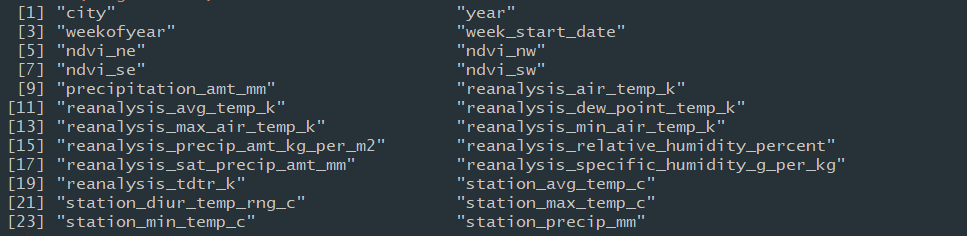 [1] "city" "year"
[3] "weekofyear" "week_start_date"
[5] "ndvi_ne" "ndvi_nw"
[7] "ndvi_se" "ndvi_sw"
[9] "precipitation_amt_mm" "reanalysis_air_temp_k"
[11] "reanalysis_avg_temp_k" "reanalysis_dew_point_temp_k"
[13] "reanalysis_max_air_temp_k" "reanalysis_min_air_temp_k"
[15] "reanalysis_precip_amt_kg_per_m2" "reanalysis_relative_humidity_percent"
[17] "reanalysis_sat_precip_amt_mm" "reanalysis_specific_humidity_g_per_kg"
[19] "reanalysis_tdtr_k" "station_avg_temp_c"
[21] "station_diur_temp_rng_c" "station_max_temp_c"
[23] "station_min_temp_c" "station_precip_mm"